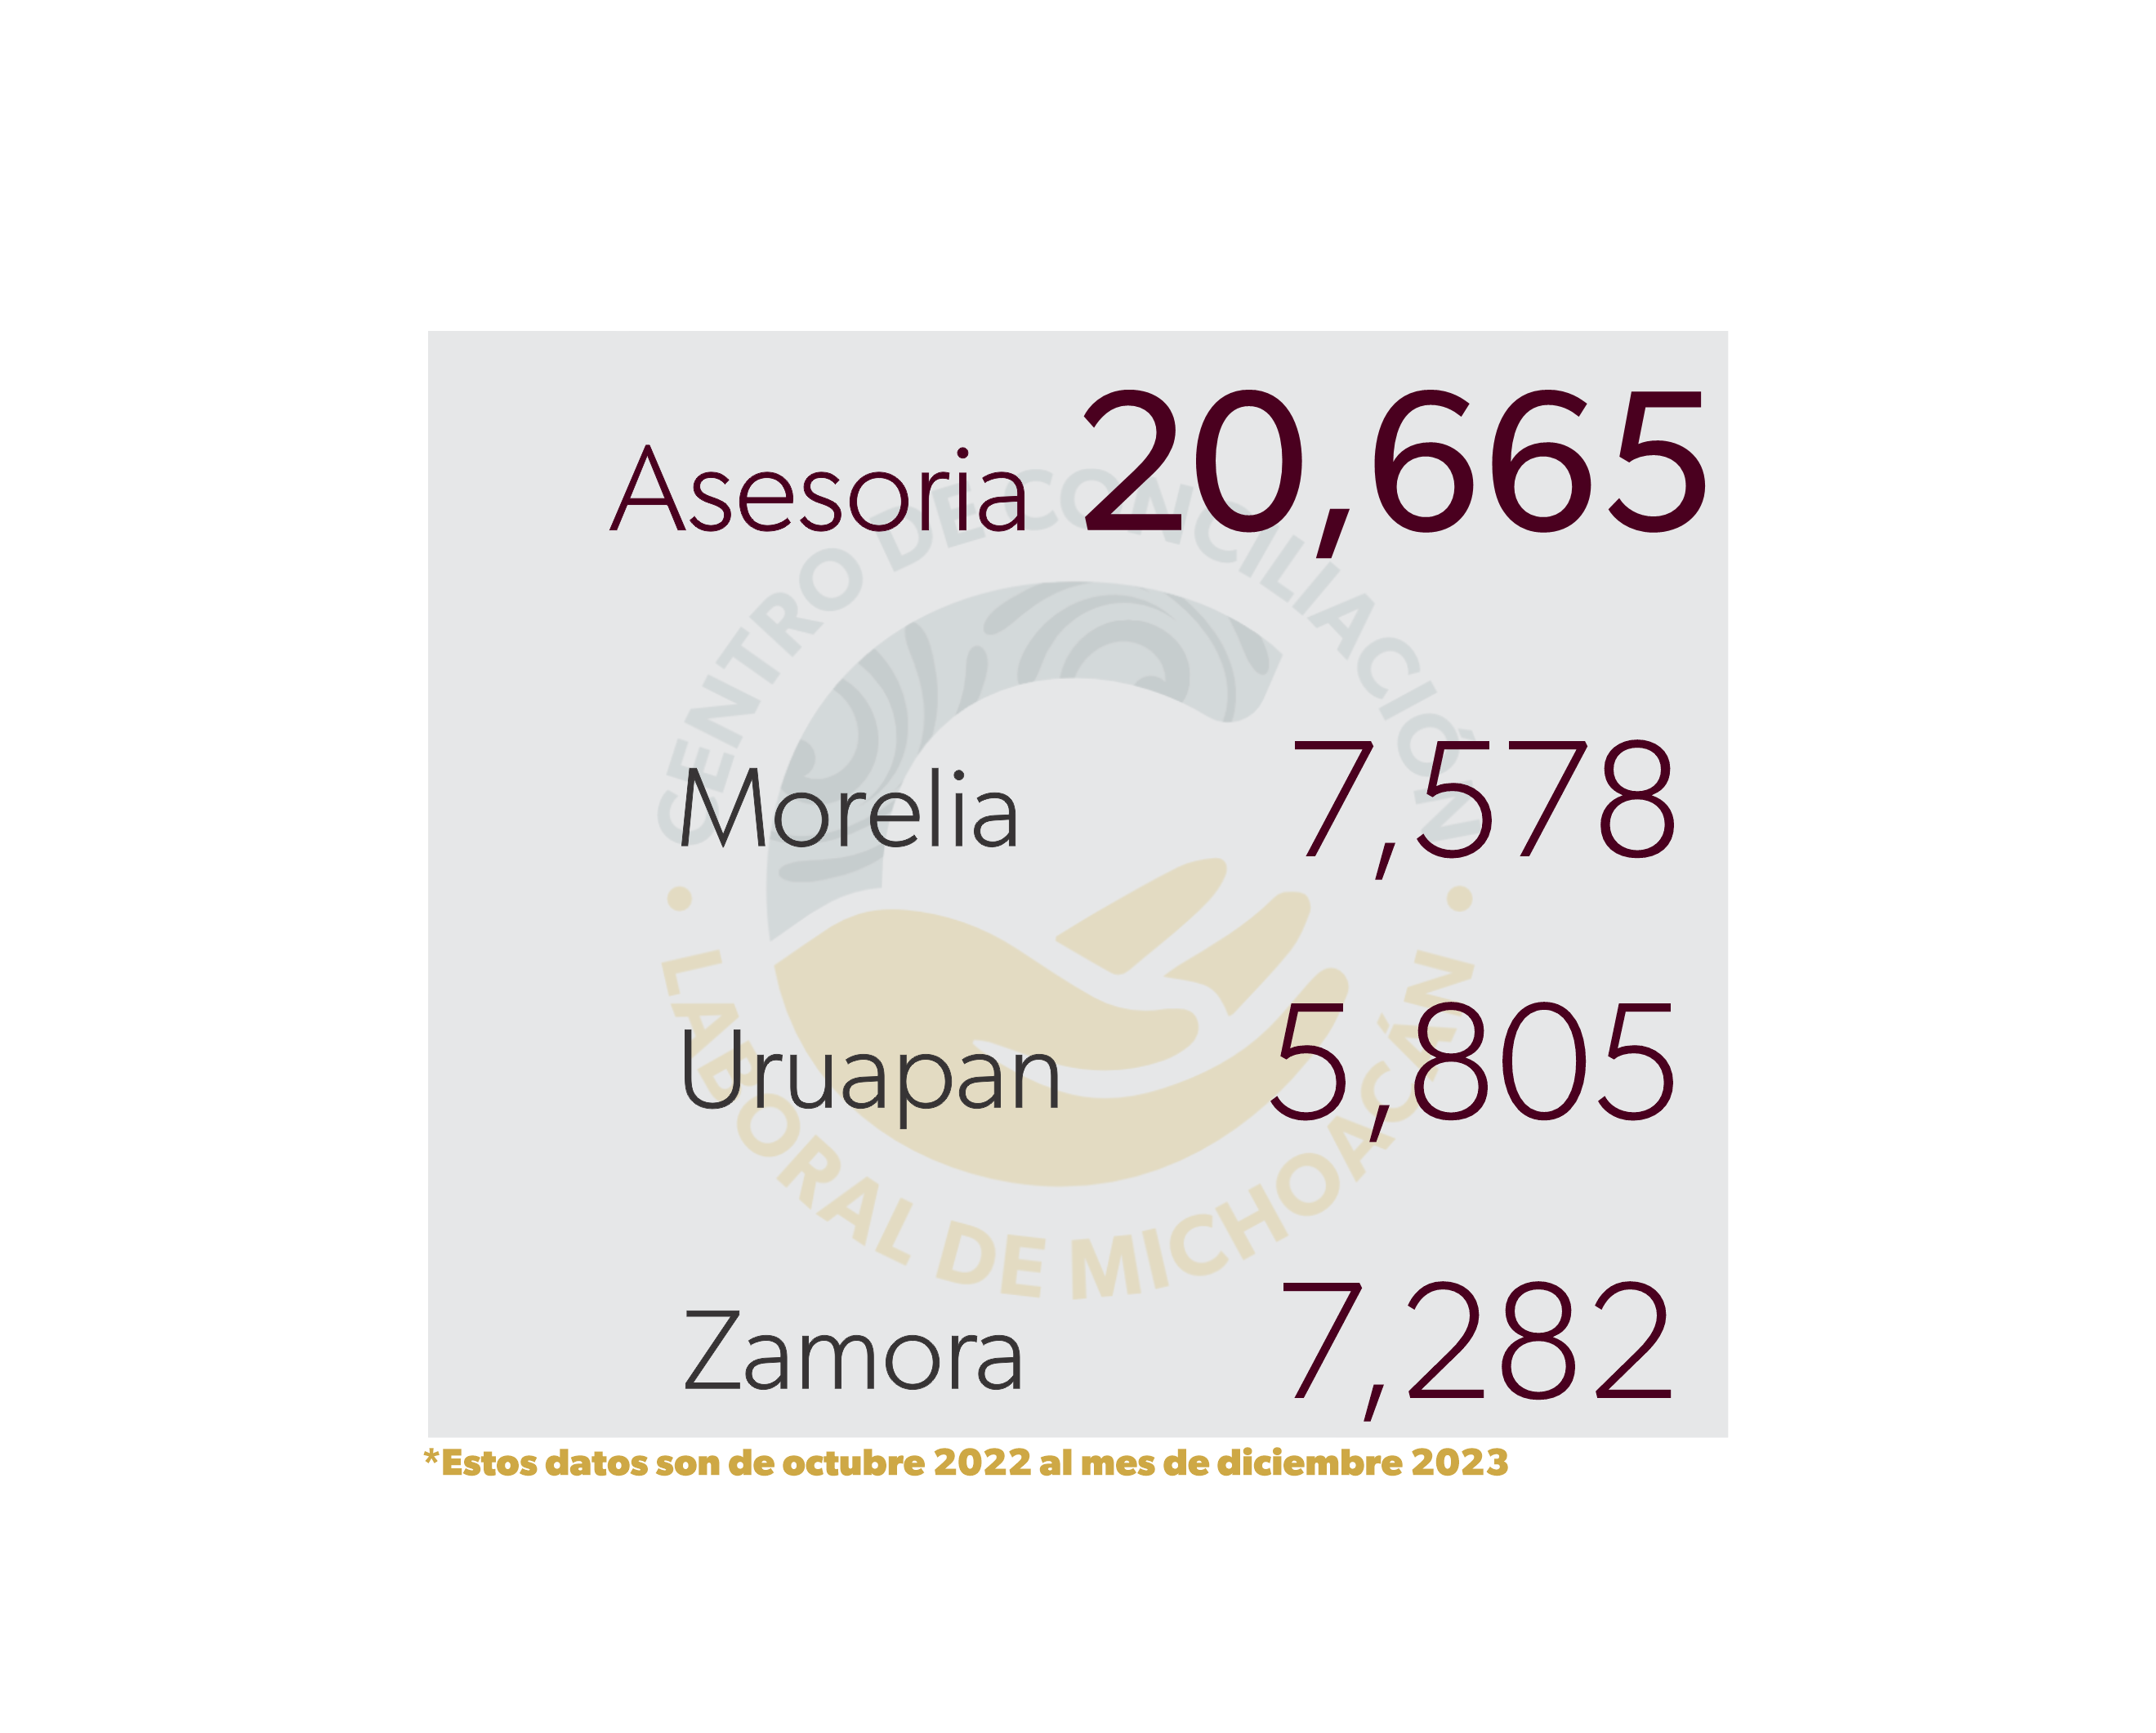 Asesoria 20,665
CENTRO DE CONCILIACIÓN
Morelia 7,578
Uruapan 5,805
LABORAL DE MICHOACÁN
Zamora 7,282
*Estos datos son de octubre 2022 al mes de diciembre 2023